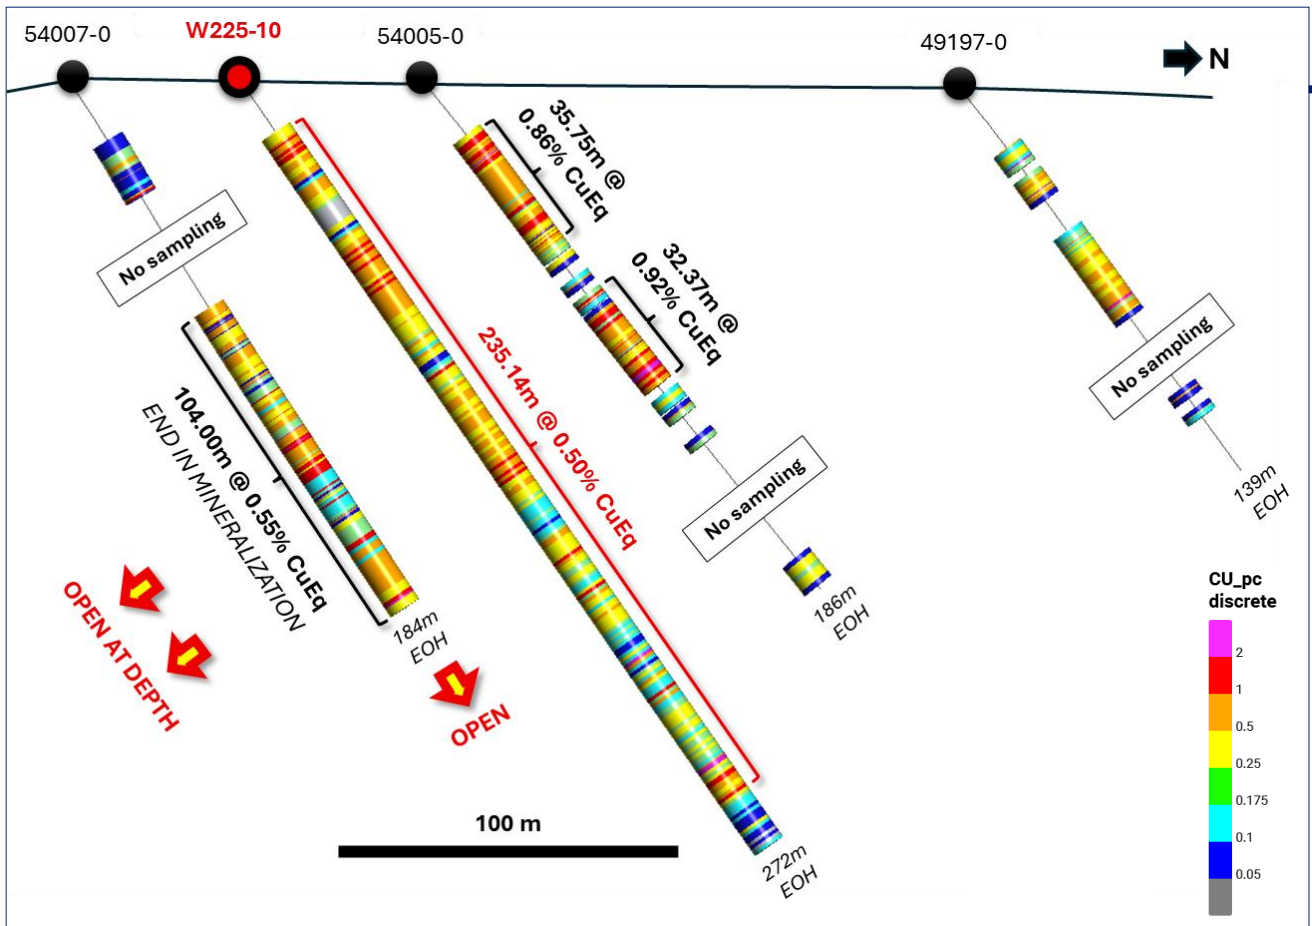 54007-0
W225-10
54005-0
49197-0
N
35.75m @
0.86% CuEq
32.37m @
0.92% CuEq
No sampling
235.14m @ 0.50% CuEq
104.00m @ 0.55% CuEq
END IN MINERALIZATION
No sampling
No sampling
139m
EOH
186m
EOH
184m
EOH
OPEN AT DEPTH
OPEN
100 m
272m
EOH
CU_pc
discrete
2
1
0.5
0.25
0.175
0.1
0.05